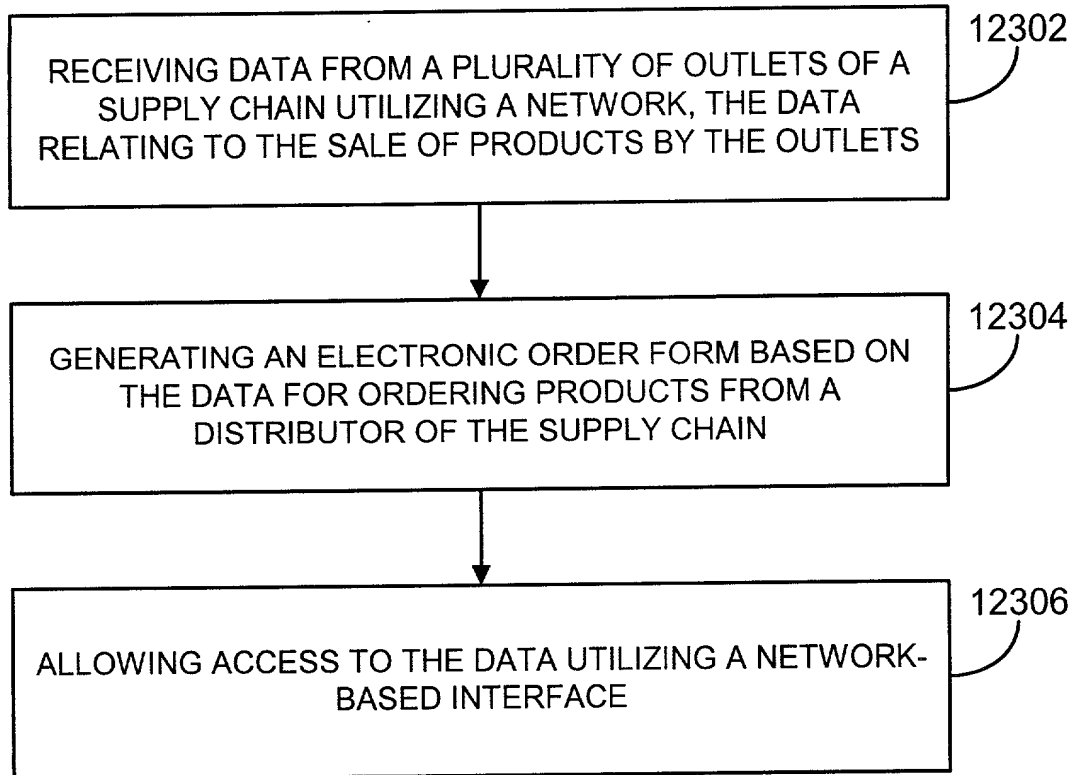 12302
RECEIVING DATA FROM A PLURALITY OF OUTLETS OF A
SUPPLY CHAIN UTILIZING A NETWORK, THE DATA
RELATING TO THE SALE OF PRODUCTS BY THE OUTLETS
12304
GENERATING AN ELECTRONIC ORDER FORM BASED ON
THE DATA FOR ORDERING PRODUCTS FROM A
DISTRIBUTOR OF THE SUPPLY CHAIN
12306
ALLOWING ACCESS TO THE DATA UTILIZING A NETWORK-
BASED INTERFACE